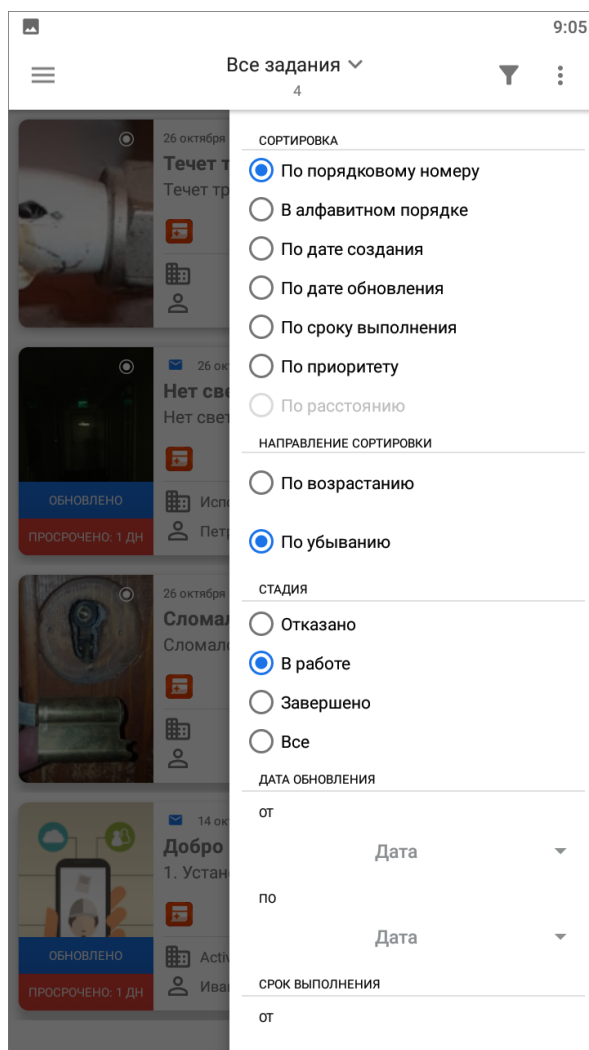 9:05
Все задания
4
26 октября
Течет т
Течет тр
26 ок
Нет све
Нет свет
ОБНОВЛЕНО
ПРОСРОЧЕНО: 1 ДН
Испо
Петр
26 октября
Сломал
Сломало
14 ок
Добро
1. Устан
ОБНОВЛЕНО
ПРОСРОЧЕНО: 1 ДН
Activ
Иван
СОРТИРОВКА
По порядковому номеру
В алфавитном порядке
По дате создания
По дате обновления
По сроку выполнения
По приоритету
По расстоянию
НАПРАВЛЕНИЕ СОРТИРОВКИ
По возрастанию
По убыванию
СТАДИЯ
Отказано
В работе
Завершено
Все
ДАТА ОБНОВЛЕНИЯ
ОТ
Дата
ПО
Дата
СРОК ВЫПОЛНЕНИЯ
ОТ